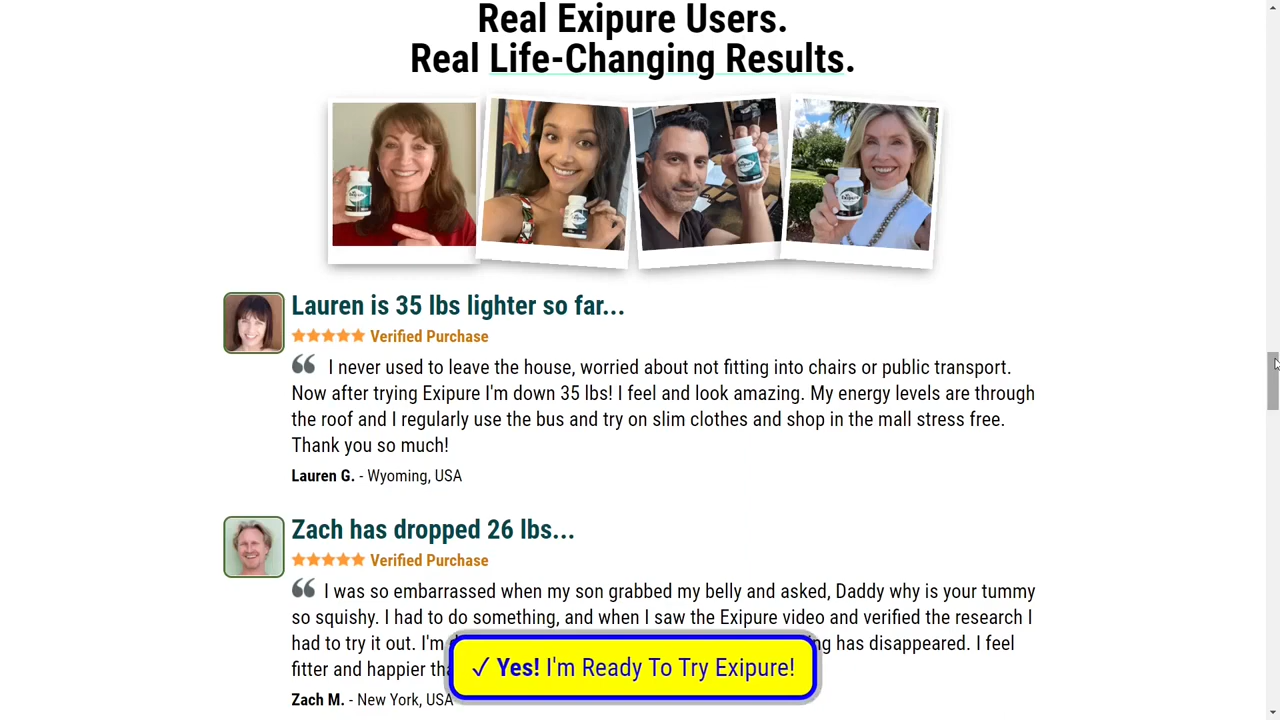 Real Exipure Users.
Real Life-Changing Results.
Lauren is 35 lbs lighter so far...
Verified Purchase
“ I never used to leave the house, worried about not fitting into chairs or public transport.
Now after trying Exipure I'm down 35 lbs! I feel and look amazing. My energy levels are through
the roof and I regularly use the bus and try on slim clothes and shop in the mall stress free.
Thank you so much!
Lauren G. - Wyoming, USA
Zach has dropped 26 lbs...
Verified Purchase
“ I was so embarrassed when my son grabbed my belly and asked, Daddy why is your tummy
so squishy. I had to do something, and when I saw the Exipure video and verified the research I
had to try it out. I'm has disappeared. I feel
fitter and happier
✓ Yes! I'm Ready To Try Exipure!
Zach M. - New York, USA